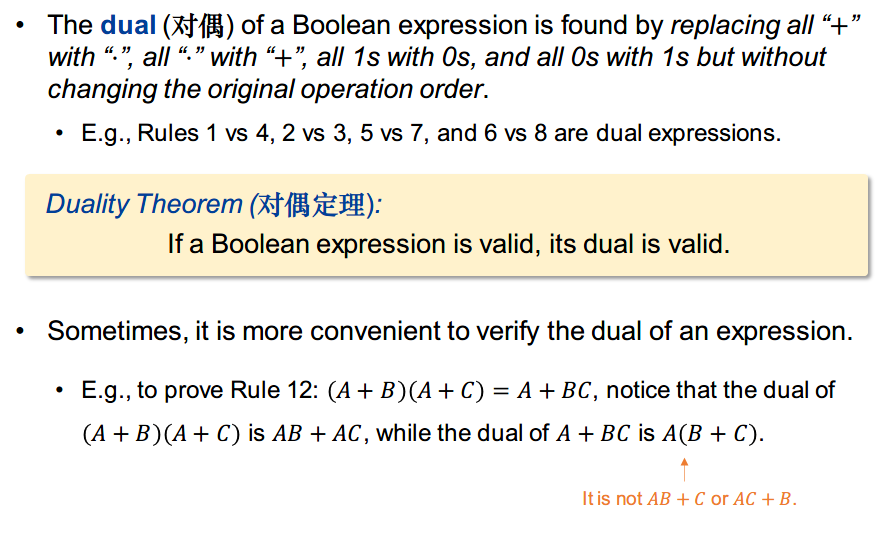 • The dual (对偶) of a Boolean expression is found by replacing all “+”
with “·”, all “·” with “+”, all 1s with 0s, and all 0s with 1s but without
changing the original operation order.
• E.g., Rules 1 vs 4, 2 vs 3, 5 vs 7, and 6 vs 8 are dual expressions.
Duality Theorem (对偶定理):
If a Boolean expression is valid, its dual is valid.
• Sometimes, it is more convenient to verify the dual of an expression.
• E.g., to prove Rule 12: (A + B)(A + C) = A + BC, notice that the dual of
(A + B)(A + C) is AB + AC, while the dual of A + BC is A(B + C).
It is not AB + C or AC + B.